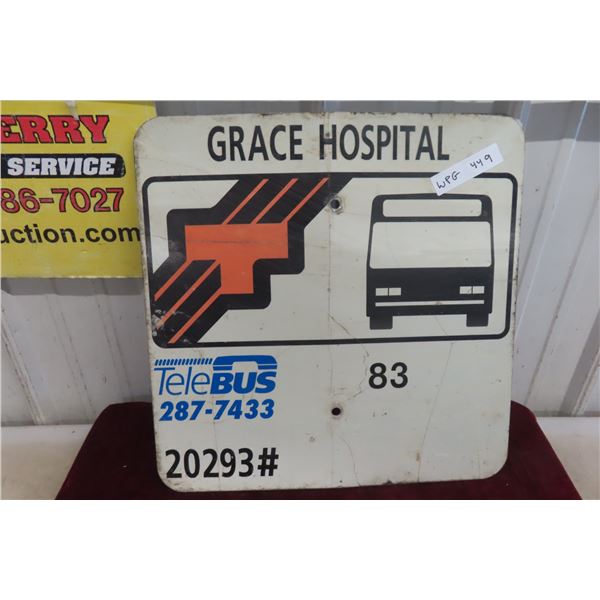 ERRY
SERVICE
86-7027
uction.com
GRACE HOSPITAL
WPG 449
TeleBUS
287-7433
83
20293#